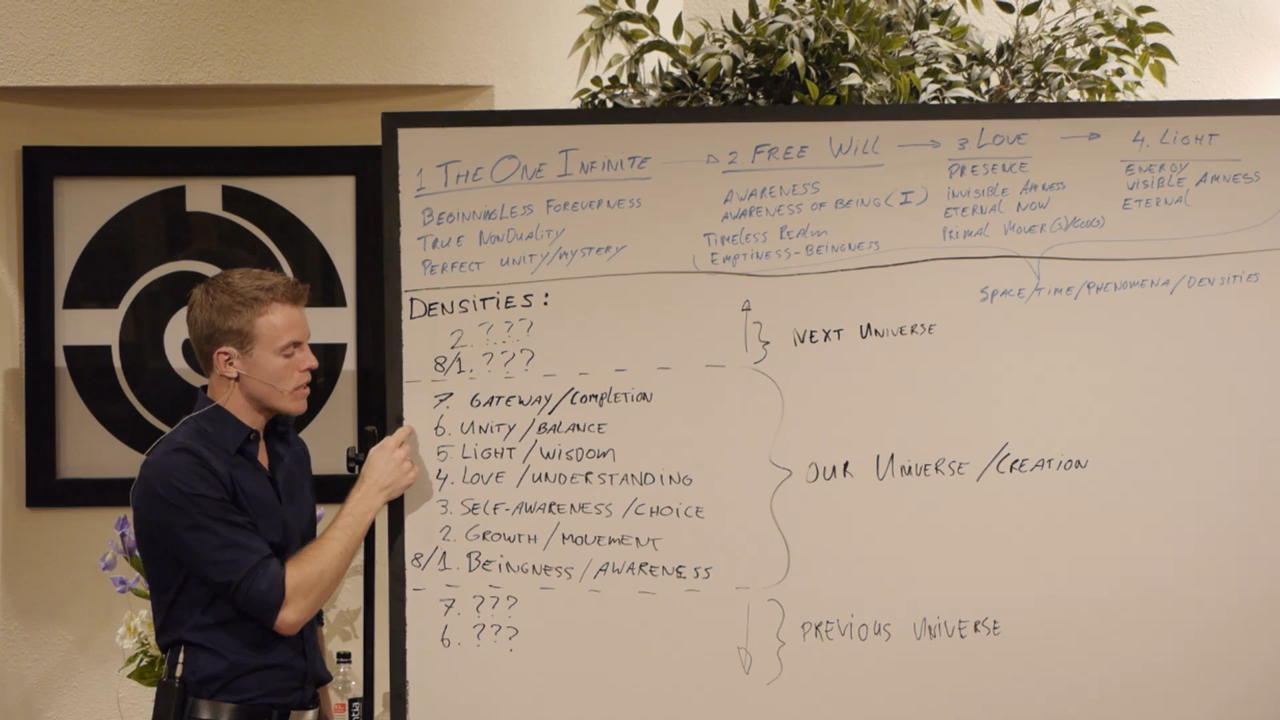 1 THE ONE INFINITE
BEGINNINGLESS FOREVERNESS
TRUE NONDUALITY
PERFECT UNITY/MYSTERY
2. FREE WILL
AWARENESS
AWARENESS OF BEING (I)
TIMELESS REALM
EMPTINESS-BEINGNESS
3. LOVE
PRESENCE
INVISIBLE AMNESS
ETERNAL NOW
PRIMAL MOVER(S)/GOD(S)
4. LIGHT
ENERGY
VISIBLE AMNESS
ETERNAL
SPACE/TIME/PHENOMENA/DENSITIES
DENSITIES:
2. ???
8/1. ???
NEXT UNIVERSE
7. GATEWAY/COMPLETION
6. UNITY/BALANCE
5. LIGHT/WISDOM
4. LOVE/UNDERSTANDING
3. SELF-AWARENESS/CHOICE
2. GROWTH/MOVEMENT
8/1. BEINGNESS/AWARENESS
OUR UNIVERSE/CREATION
7. ???
6. ???
PREVIOUS UNIVERSE